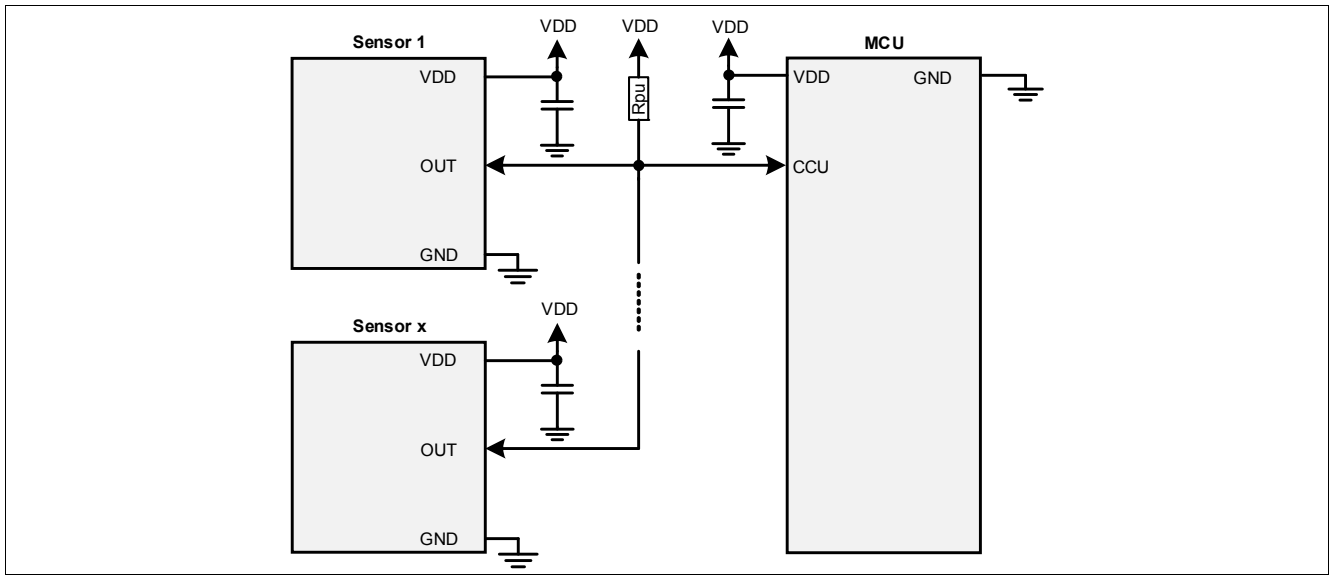 VDD
VDD
VDD
Sensor 1
MCU
VDD
VDD
GND
Rpu
OUT
CCU
GND
VDD
Sensor x
VDD
OUT
GND